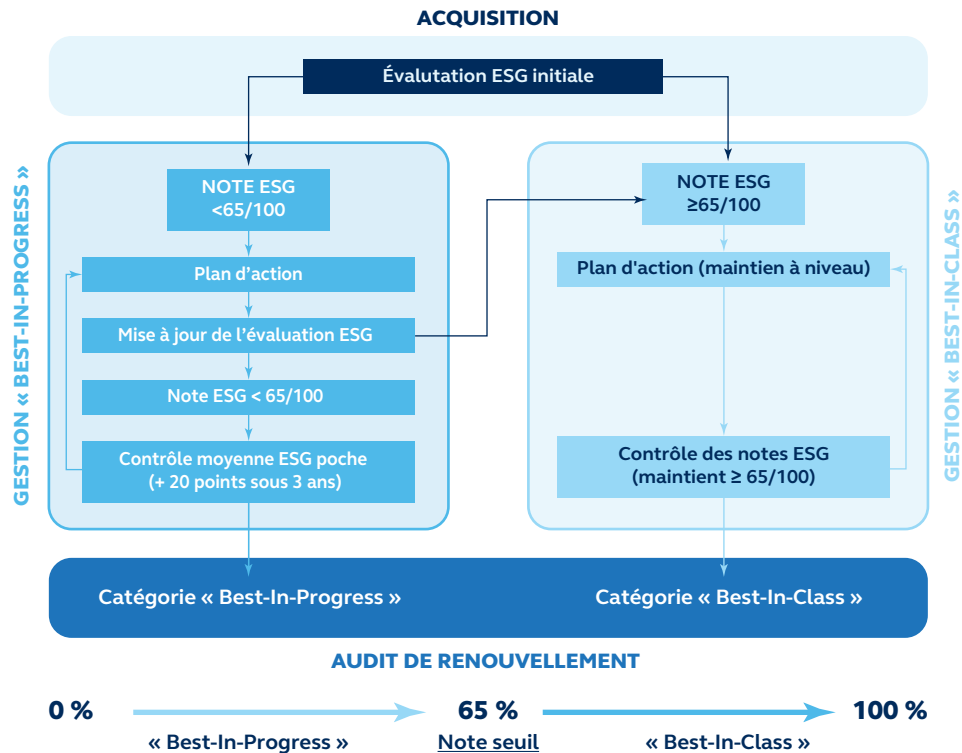 ACQUISITION
Évalutation ESG initiale
GESTION « BEST-IN-PROGRESS »
NOTE ESG
<65/100
Plan d’action
Mise à jour de l’évaluation ESG
Note ESG < 65/100
Contrôle moyenne ESG poche
(+ 20 points sous 3 ans)
NOTE ESG
≥65/100
Plan d'action (maintien à niveau)
Contrôle des notes ESG
(maintient ≥ 65/100)
GESTION « BEST-IN-CLASS »
Catégorie « Best-In-Progress »
Catégorie « Best-In-Class »
AUDIT DE RENOUVELLEMENT
0 %
65 %
100 %
« Best-In-Progress »
Note seuil
« Best-In-Class »